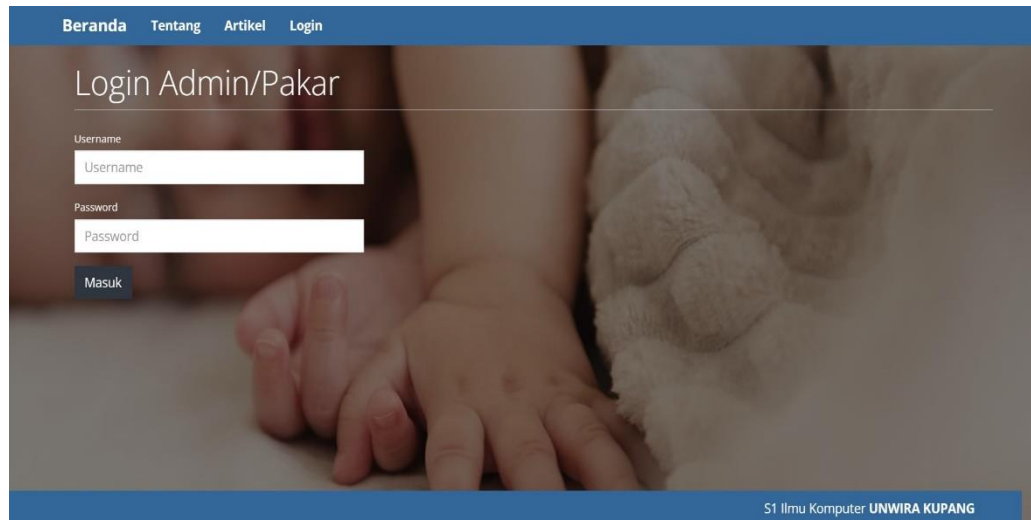 Beranda Tentang Artikel Login
Login Admin/Pakar
Username
Username
Password
Password
Masuk
S1 Ilmu Komputer UNWIRA KUPANG